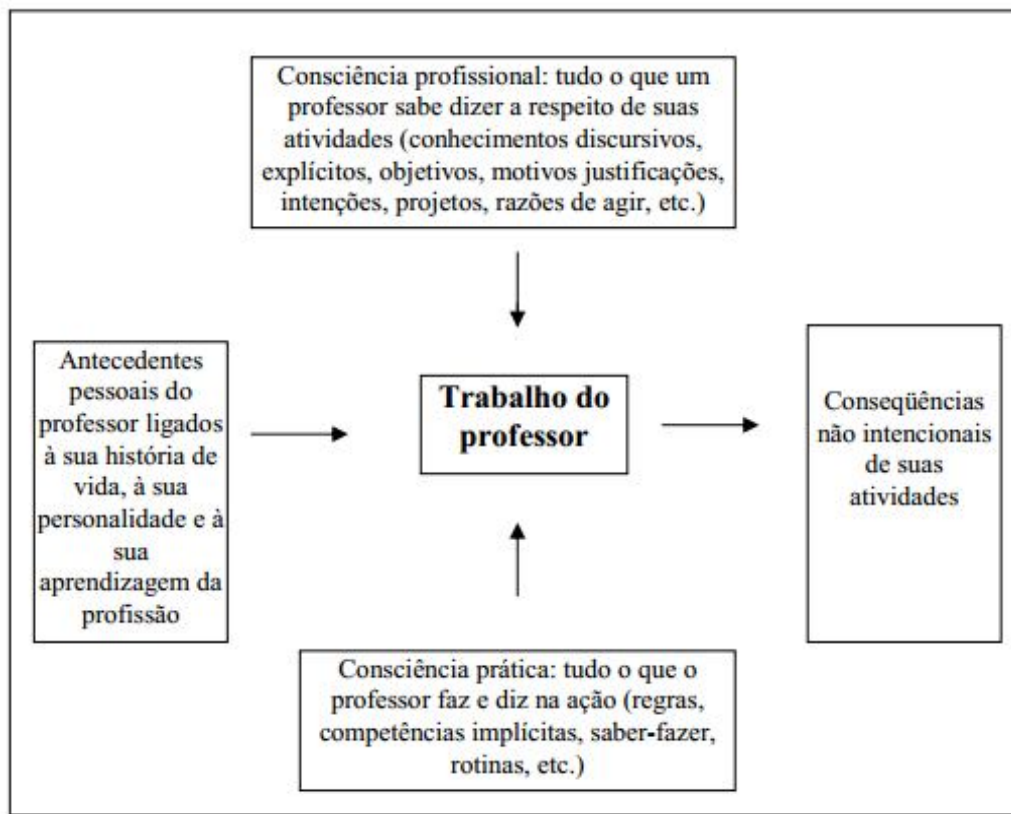 Consciência profissional: tudo o que um
professor sabe dizer a respeito de suas
atividades (conhecimentos discursivos,
explícitos, objetivos, motivos justificações,
intenções, projetos, razões de agir, etc.)
Antecedentes
pessoais do
professor ligados
à sua história de
vida, à sua
personalidade e à
sua
aprendizagem da
profissão
Trabalho do
professor
Conseqüências
não intencionais
de suas
atividades
Consciência prática: tudo o que o
professor faz e diz na ação (regras,
competências implícitas, saber-fazer,
rotinas, etc.)